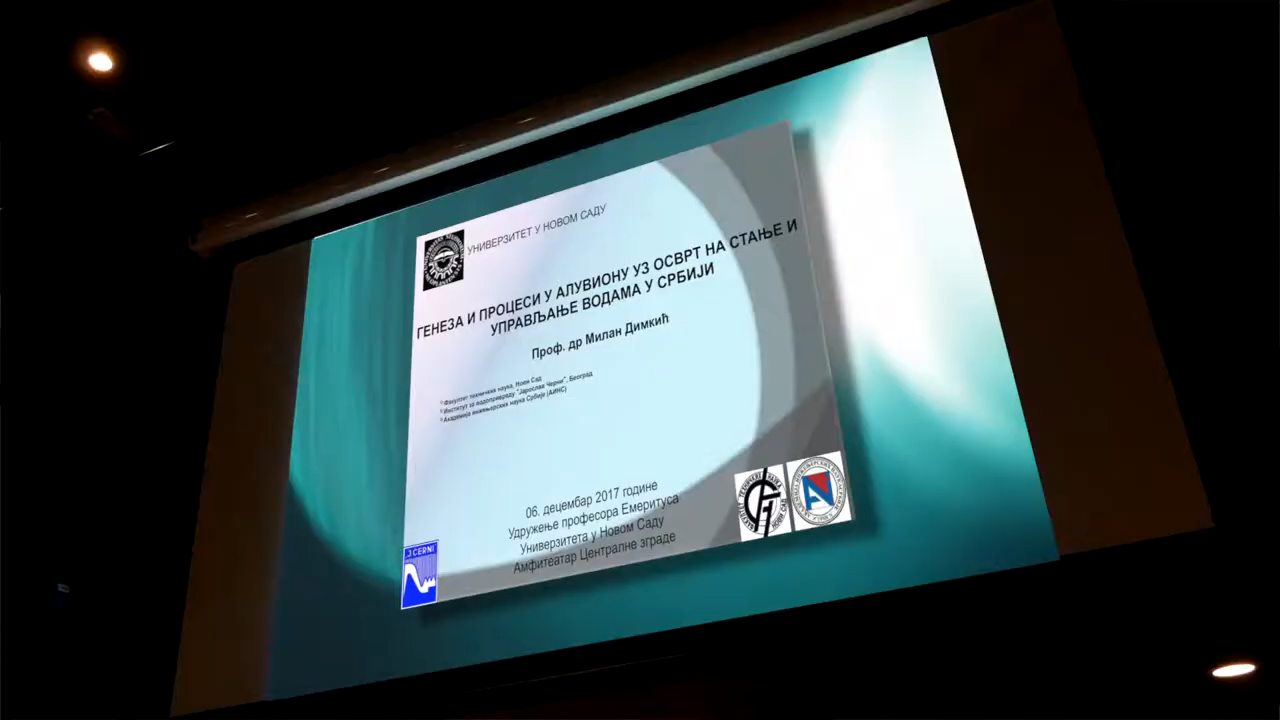 УНИВЕРЗИТЕТ У НОВОМ САДУ
ГЕНЕЗА И ПРОЦЕСИ У АЛУВИОНУ УЗ ОСВРТ НА СТАЊЕ И
УПРАВЉАЊЕ ВОДАМА У СРБИЈИ
Проф. др Милан Димкић
Факултет техничких наука, Нови Сад
Институт за водопривреду "Јарослав Черни", Београд
Академија инжењерских наука Србије (АИНС)
06. децембар 2017 године
Удружење професора Емеритуса
Универзитета у Новом Саду
Амфитеатар Централне зграде
J.CERNI